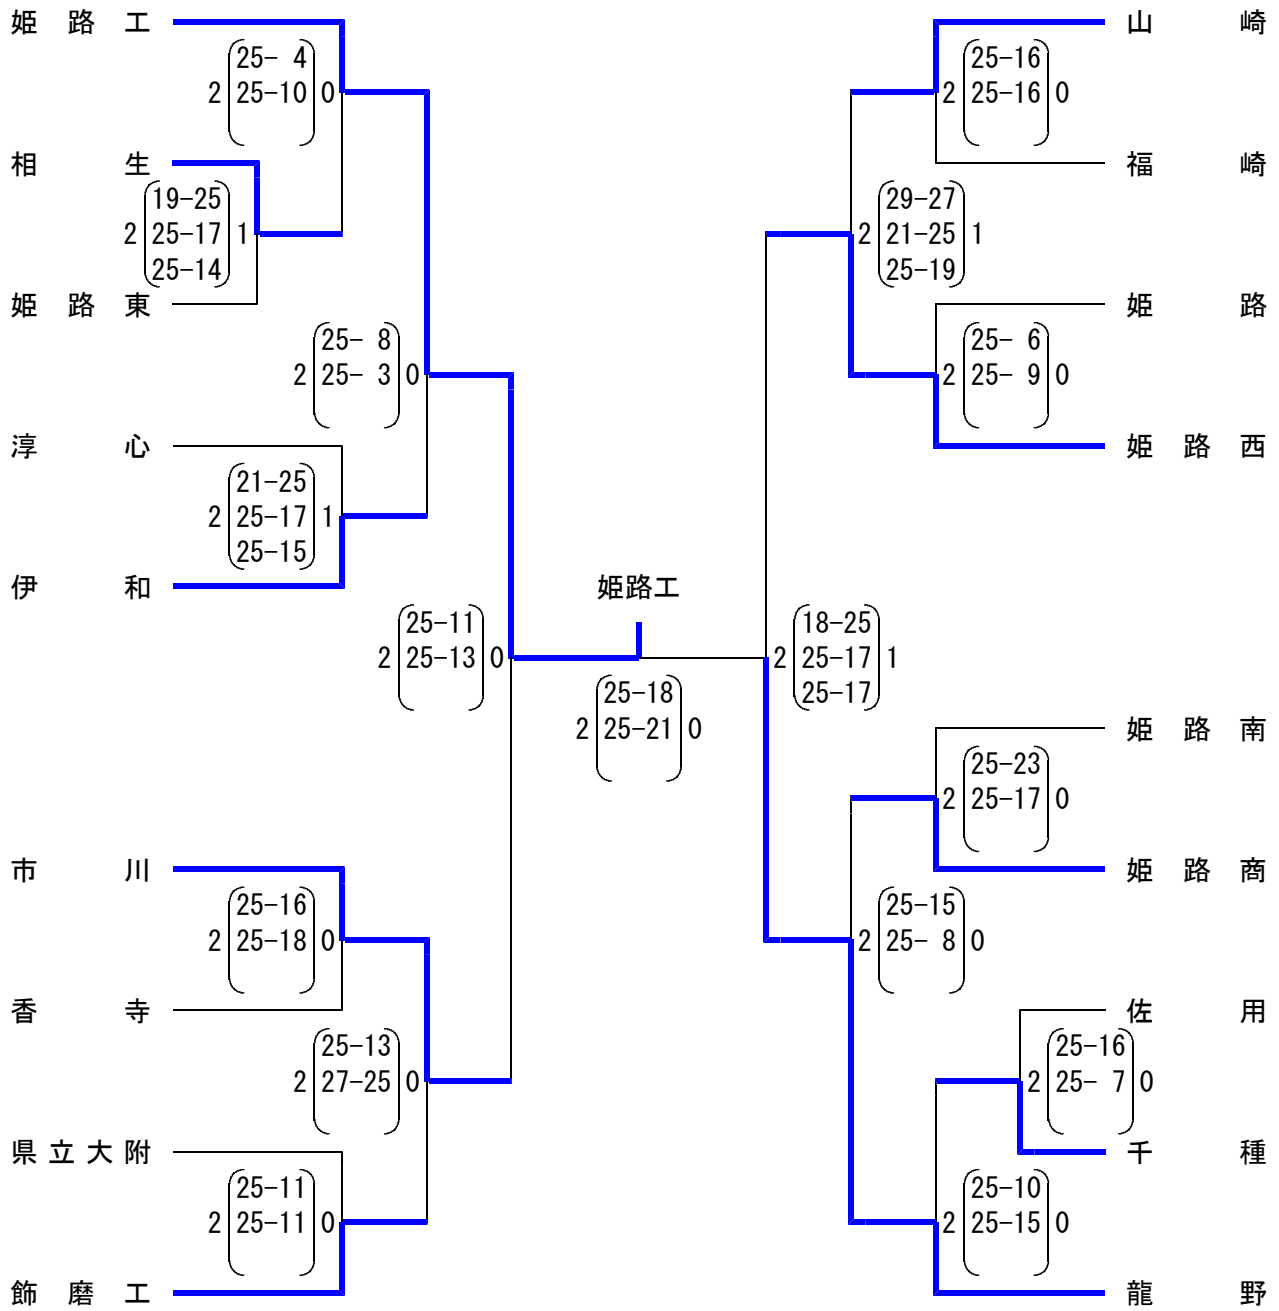 姫路工
2 25- 4
25-10 0
相生
2 19-25
25-17 1
25-14
姫路東
2 25- 8
25- 3 0
淳心
2 21-25
25-17 1
25-15
伊和
2 25-11
25-13 0
市川
2 25-16
25-18 0
香寺
2 25-13
27-25 0
県立大附
2 25-11
25-11 0
飾磨工
姫路工
2 25-18
25-21 0
山崎
2 25-16
25-16 0
福崎
2 29-27
21-25 1
25-19
姫路
2 25- 6
25- 9 0
姫路西
2 18-25
25-17 1
25-17
姫路南
2 25-23
25-17 0
姫路商
2 25-15
25- 8 0
佐用
2 25-16
25- 7 0
千種
2 25-10
25-15 0
龍野